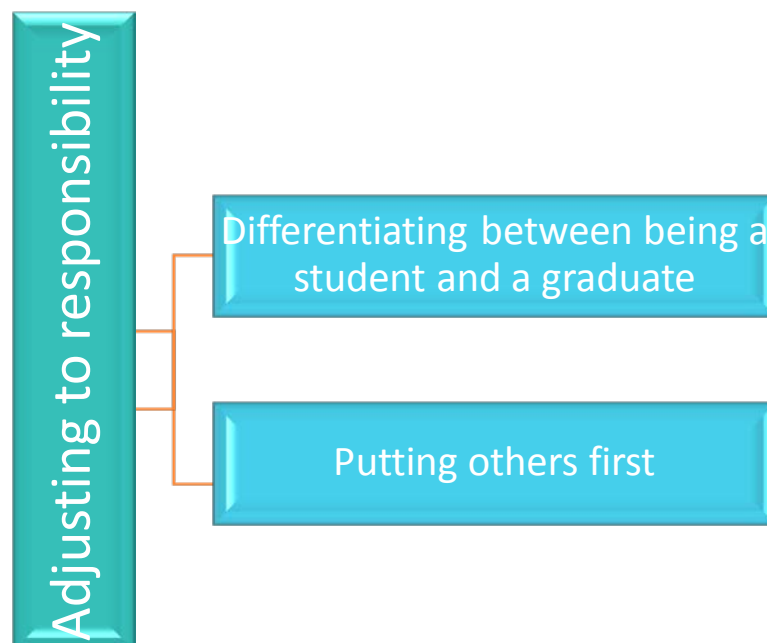 Adjusting to responsibility
Differentiating between being a
student and a graduate
Putting others first